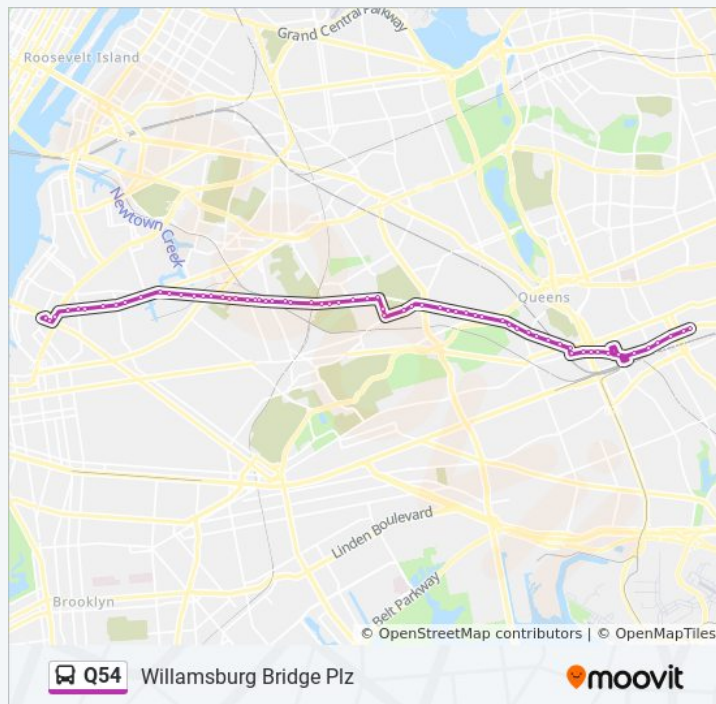 Grand Central Parkway
Roosevelt Island
Newtown Creek
Queens
Linden Boulevard
Belt Parkway
Brooklyn
© OpenStreetMap contributors | © OpenMapTiles
Q54 Willamsburg Bridge Plz
moovit